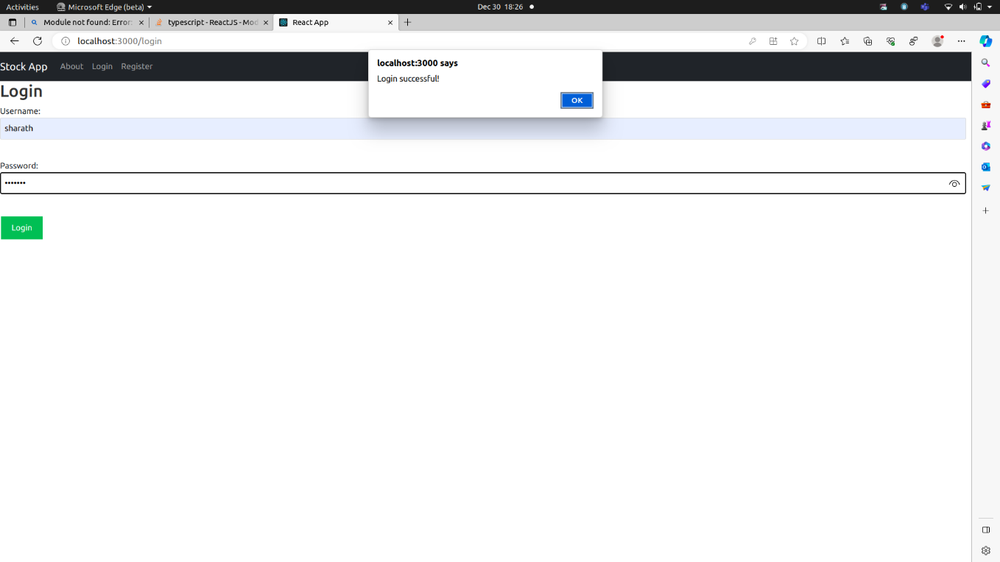 Activities Microsoft Edge (beta) Dec 30 18:26
Module not found: Error: typescript - ReactJS - Mod React App
localhost:3000/login
Stock App About Login Register
localhost:3000 says
Login successful!
OK
Login
Username:
sharath
Password:
•••••••
Login